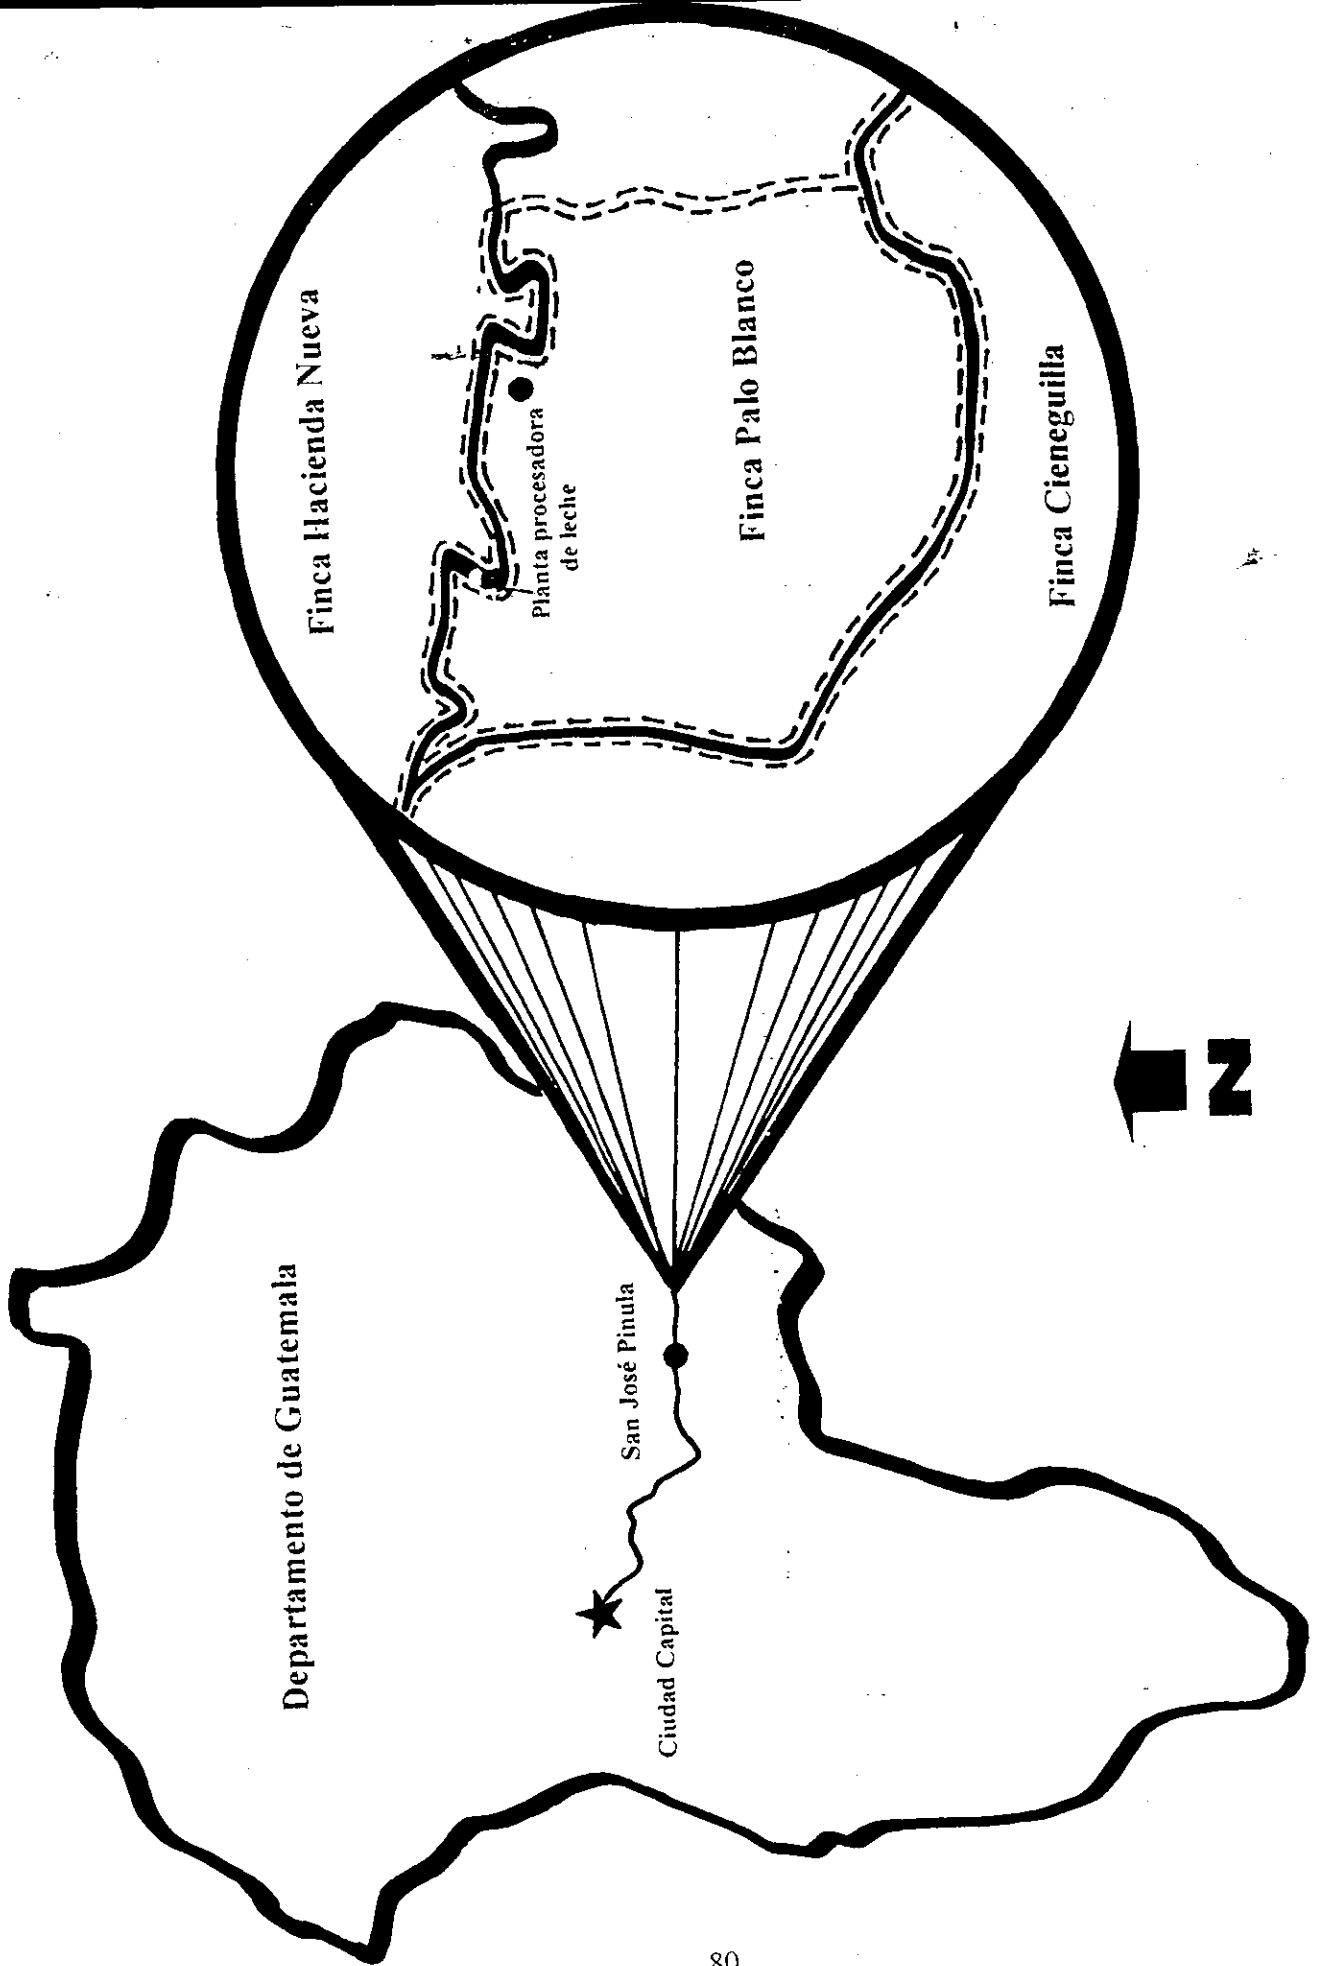 Departamento de Guatemala
Ciudad Capital
San José Pinula
Finca Hacienda Nueva
Planta procesadora
de leche
Finca Palo Blanco
Finca Cieneguilla
N
80